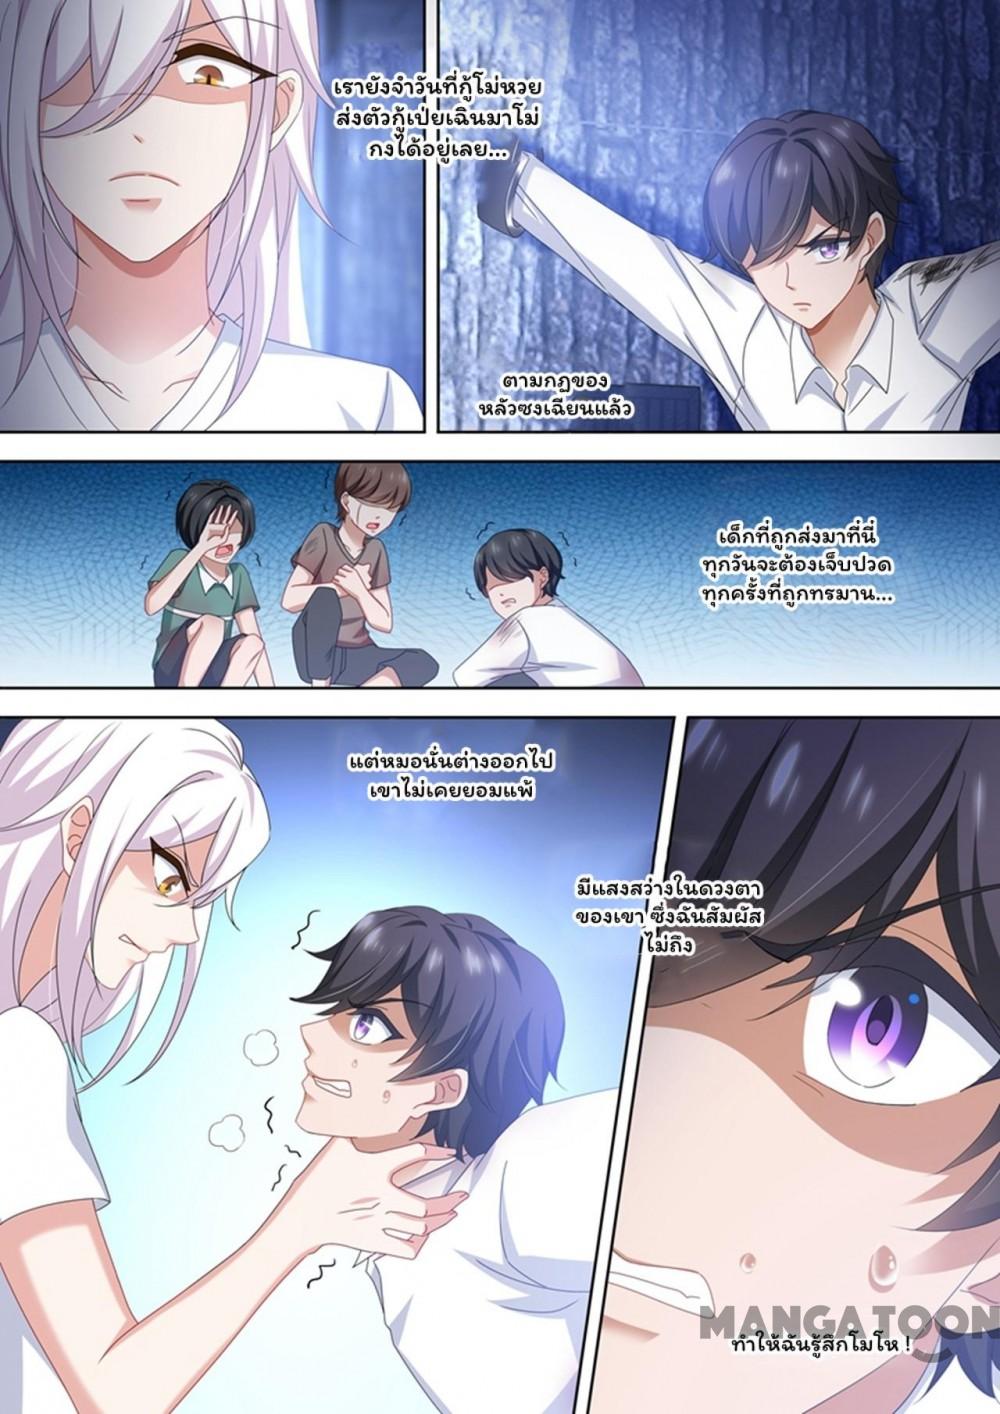 เรายังจำวันที่กู้โม่หวย
ส่งตัวกู้เป่ยเฉินมาโม่
กงได้อยู่เลย...
ตามกฎของ
หลัวซงเฉียนแล้ว
เด็กที่ถูกส่งมาที่นี่
ทุกวันจะต้องเจ็บปวด
ทุกครั้งที่ถูกทรมาน...
แต่หมอนั่นต่างออกไป
เขาไม่เคยยอมแพ้
มีแสงสว่างในดวงตา
ของเขา ซึ่งฉันสัมผัส
ไม่ถึง
MANGATOON
ทำให้ฉันรู้สึกโมโห !